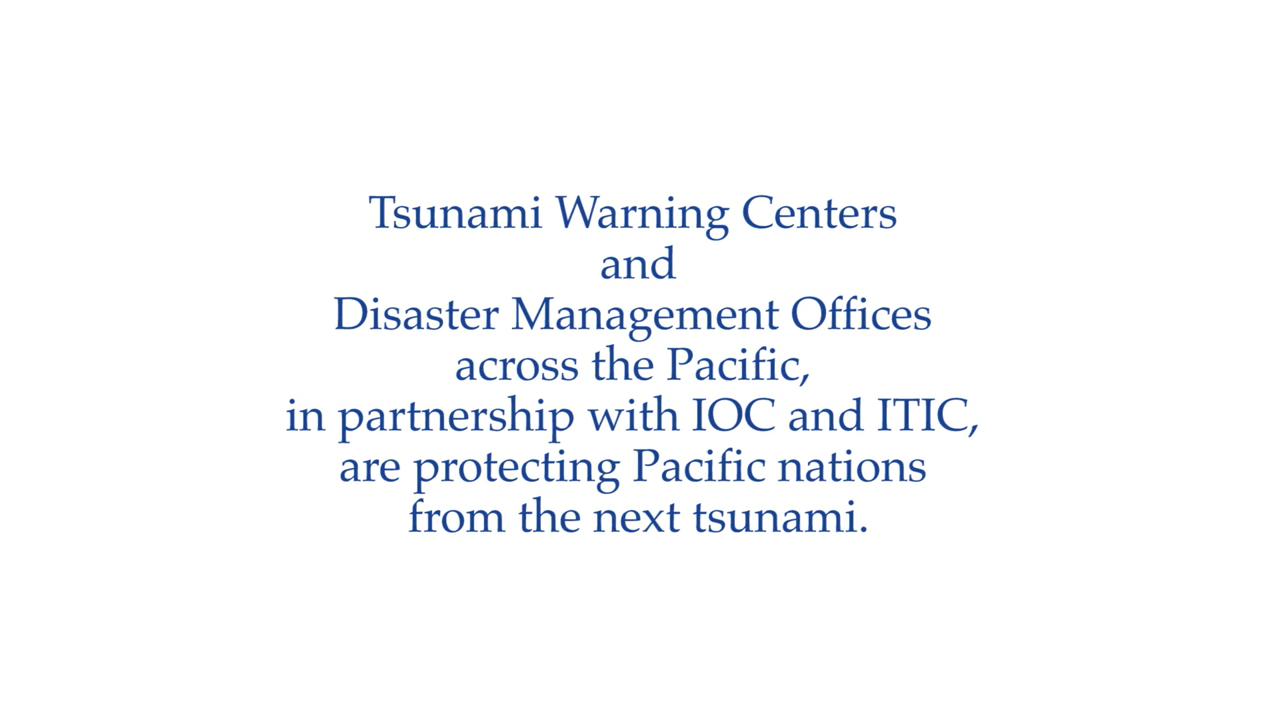 Tsunami Warning Centers
and
Disaster Management Offices
across the Pacific,
in partnership with IOC and ITIC,
are protecting Pacific nations
from the next tsunami.